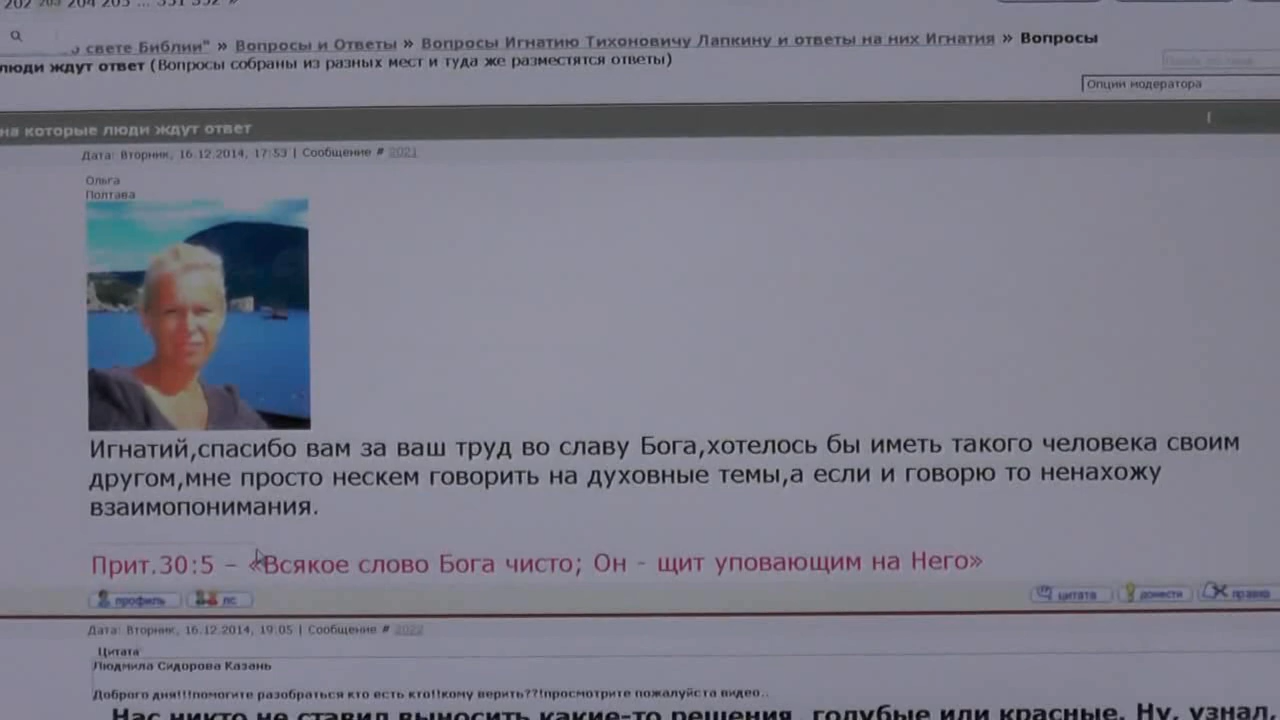 202 203 204 205 ... 351 352 »
о свете Библии" » Вопросы и Ответы » Вопросы Игнатию Тихоновичу Лапкину и ответы на них Игнатия » Вопросы
люди ждут ответ (Вопросы собраны из разных мест и туда же разместятся ответы)
Опции модератора
на которые люди ждут ответ
Дата: Вторник, 16.12.2014, 17:53 | Сообщение # 2021
Ольга
Полтава
Игнатий,спасибо вам за ваш труд во славу Бога,хотелось бы иметь такого человека своим
другом,мне просто нескем говорить на духовные темы,а если и говорю то ненахожу
взаимопонимания.
Прит.30:5 – «Всякое слово Бога чисто; Он - щит уповающим на Него»
профиль лс цитата донести правка
Дата: Вторник, 16.12.2014, 19:05 | Сообщение # 2022
Цитата
Людмила Сидорова Казань
Доброго дня!!!помогите разобраться кто есть кто!!кому верить??!просмотрите пожалуйста видео..
Нас никто не ставил выносить какие-то решения, голубые или красные. Ну, узнал,